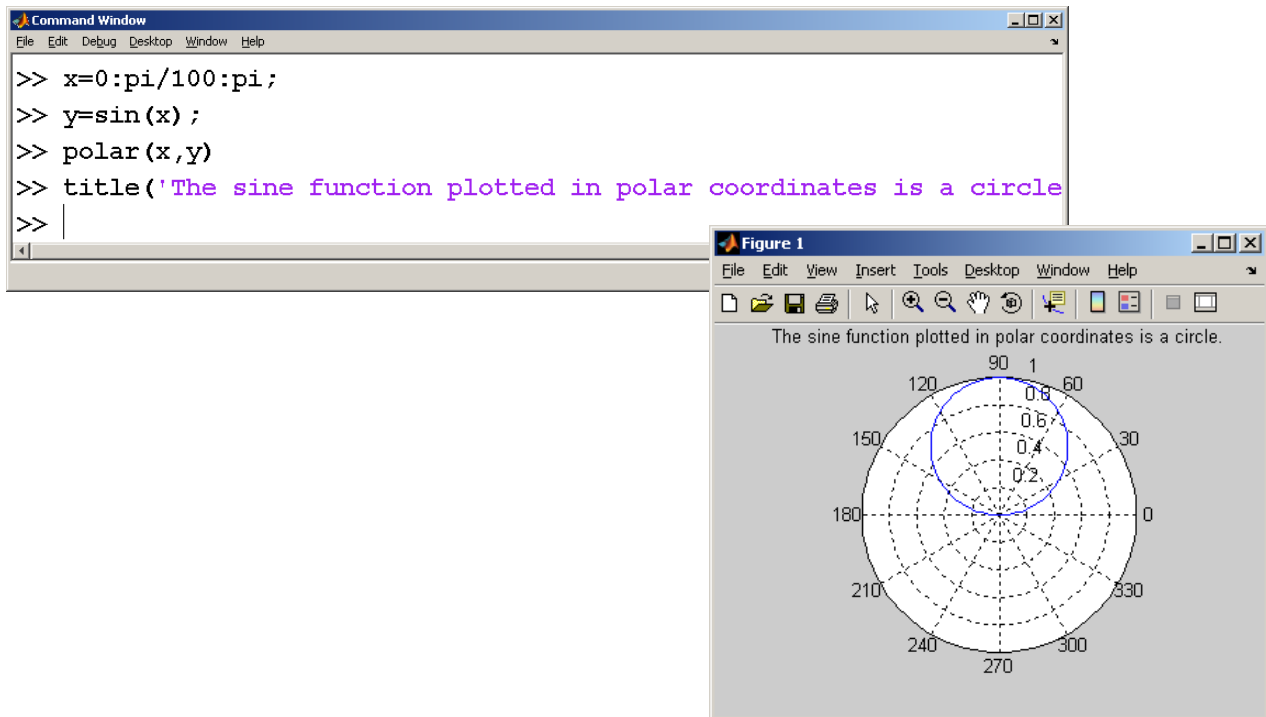 Command Window
File Edit Debug Desktop Window Help
>> x=0:pi/100:pi;
>> y=sin(x);
>> polar(x,y)
>> title('The sine function plotted in polar coordinates is a circle
>>
Figure 1
File Edit View Insert Tools Desktop Window Help
The sine function plotted in polar coordinates is a circle.
90 1
120 0.8 60
0.6
150 0.4 30
0.2
180 0
210 330
240 300
270